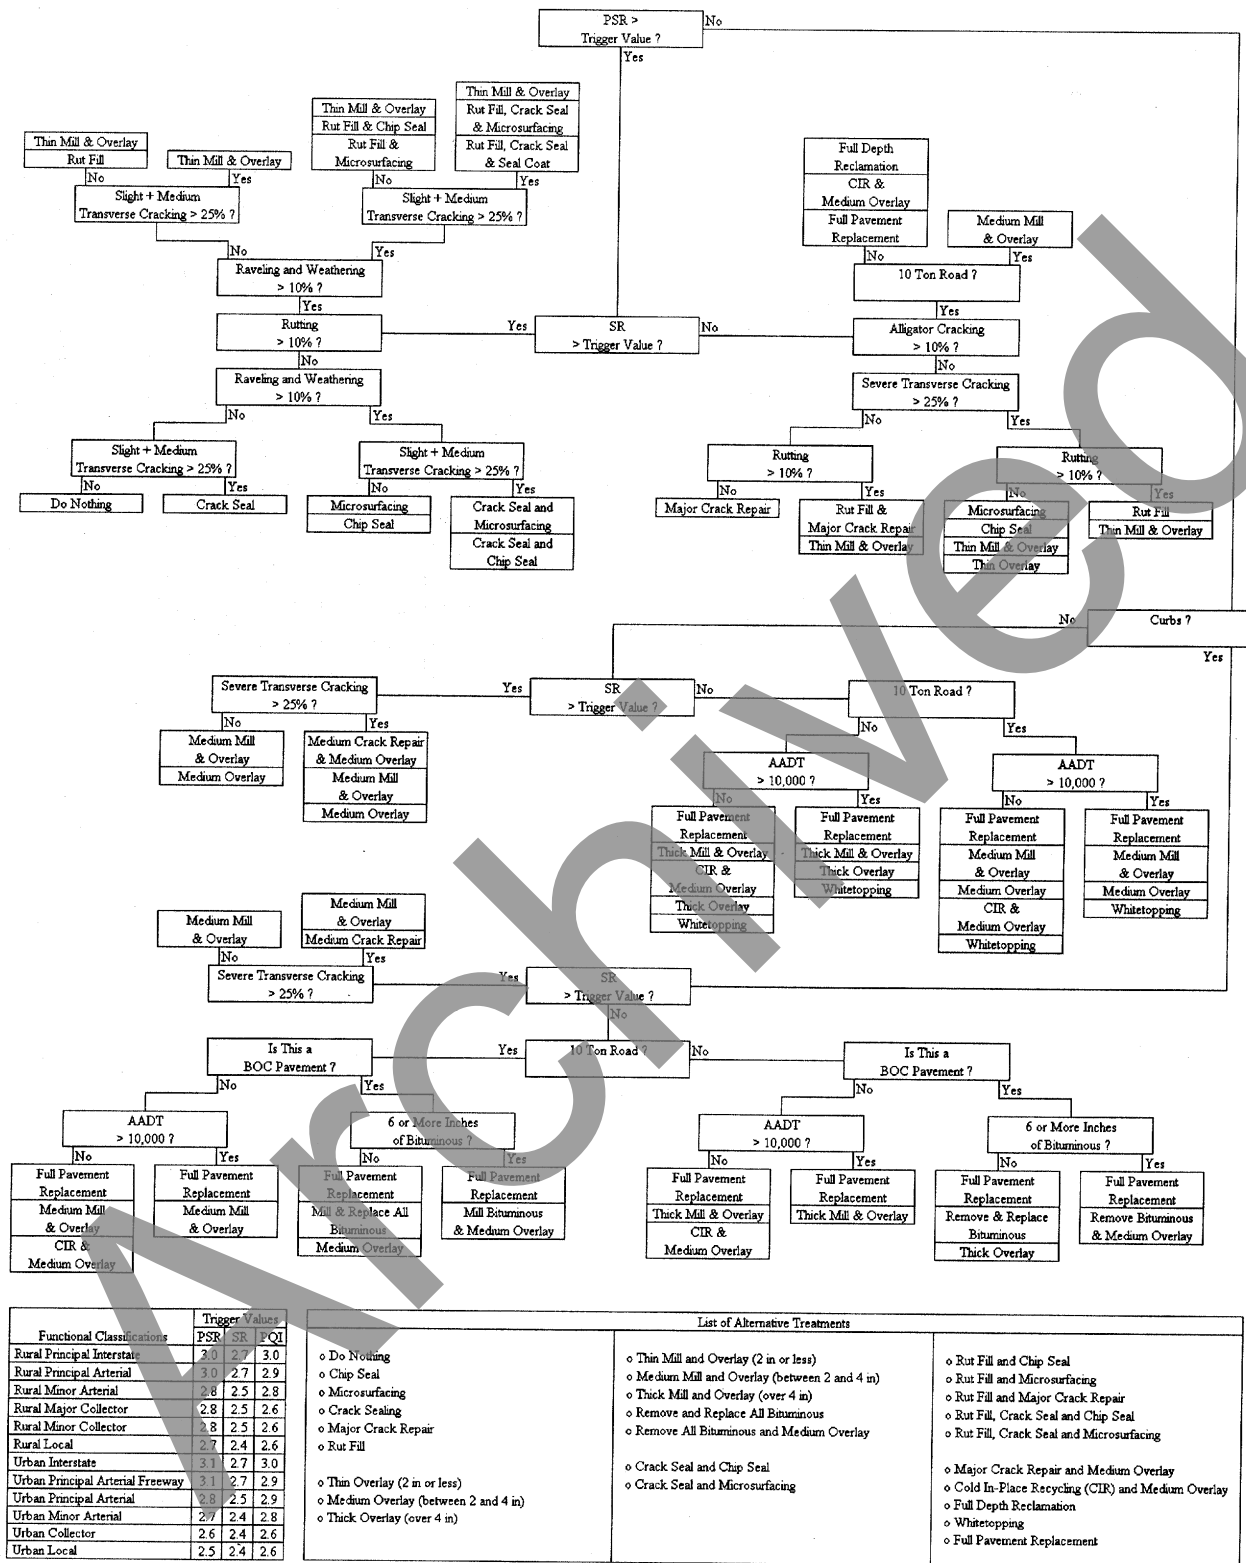 PSR >
Trigger Value ?
No
Yes
Thin Mill & Overlay
Rut Fill
No
Thin Mill & Overlay
Yes
Slight + Medium
Transverse Cracking > 25% ?
Thin Mill & Overlay
Rut Fill & Chip Seal
Rut Fill &
Microsurfacing
No
Thin Mill & Overlay
Rut Fill, Crack Seal
& Microsurfacing
Rut Fill, Crack Seal
& Seal Coat
Yes
Slight + Medium
Transverse Cracking > 25% ?
No
Yes
Raveling and Weathering
> 10% ?
Yes
Rutting
> 10% ?
Yes
SR
> Trigger Value ?
No
Full Depth
Reclamation
CIR &
Medium Overlay
Full Pavement
Replacement
No
Medium Mill
& Overlay
Yes
10 Ton Road ?
Yes
Alligator Cracking
> 10% ?
No
Severe Transverse Cracking
> 25% ?
No
Yes
No
Raveling and Weathering
> 10% ?
No
Yes
Slight + Medium
Transverse Cracking > 25% ?
No
Yes
Do Nothing
Crack Seal
Slight + Medium
Transverse Cracking > 25% ?
No
Yes
Microsurfacing
Chip Seal
Crack Seal and
Microsurfacing
Crack Seal and
Chip Seal
Rutting
> 10% ?
No
Yes
Major Crack Repair
Rut Fill &
Major Crack Repair
Thin Mill & Overlay
Rutting
> 10% ?
No
Yes
Microsurfacing
Chip Seal
Thin Mill & Overlay
Thin Overlay
Rut Fill
Thin Mill & Overlay
No
Curbs ?
Yes
Severe Transverse Cracking
> 25% ?
Yes
SR
> Trigger Value ?
No
10 Ton Road ?
No
Yes
No
Yes
Medium Mill
& Overlay
Medium Overlay
Medium Crack Repair
& Medium Overlay
Medium Mill
& Overlay
Medium Overlay
AADT
> 10,000 ?
No
Yes
Full Pavement
Replacement
Thick Mill & Overlay
CIR &
Medium Overlay
Thick Overlay
Whitetopping
Full Pavement
Replacement
Thick Mill & Overlay
Thick Overlay
Whitetopping
AADT
> 10,000 ?
No
Yes
Full Pavement
Replacement
Medium Mill
& Overlay
Medium Overlay
CIR &
Medium Overlay
Whitetopping
Full Pavement
Replacement
Medium Mill
& Overlay
Medium Overlay
Whitetopping
Medium Mill
& Overlay
No
Medium Mill
& Overlay
Medium Crack Repair
Yes
Severe Transverse Cracking
> 25% ?
Yes
SR
> Trigger Value ?
No
Is This a
BOC Pavement ?
Yes
10 Ton Road ?
No
Is This a
BOC Pavement ?
No
Yes
No
Yes
AADT
> 10,000 ?
No
Yes
Full Pavement
Replacement
Medium Mill
& Overlay
CIR &
Medium Overlay
Full Pavement
Replacement
Medium Mill
& Overlay
6 or More Inches
of Bituminous ?
No
Yes
Full Pavement
Replacement
Mill & Replace All
Bituminous
Medium Overlay
Full Pavement
Replacement
Mill Bituminous
& Medium Overlay
AADT
> 10,000 ?
No
Yes
Full Pavement
Replacement
Thick Mill & Overlay
CIR &
Medium Overlay
Full Pavement
Replacement
Thick Mill & Overlay
6 or More Inches
of Bituminous ?
No
Yes
Full Pavement
Replacement
Remove & Replace
Bituminous
Thick Overlay
Full Pavement
Replacement
Remove Bituminous
& Medium Overlay
Trigger Values
Functional Classifications PSR SR PQI
Rural Principal Interstate 3.0 2.7 3.0
Rural Principal Arterial 3.0 2.7 2.9
Rural Minor Arterial 2.8 2.5 2.8
Rural Major Collector 2.8 2.5 2.6
Rural Minor Collector 2.8 2.5 2.6
Rural Local 2.7 2.4 2.6
Urban Interstate 3.1 2.7 3.0
Urban Principal Arterial Freeway 3.1 2.7 2.9
Urban Principal Arterial 2.8 2.5 2.9
Urban Minor Arterial 2.7 2.4 2.8
Urban Collector 2.6 2.4 2.6
Urban Local 2.5 2.4 2.6
List of Alternative Treatments
o Do Nothing
o Chip Seal
o Microsurfacing
o Crack Sealing
o Major Crack Repair
o Rut Fill
o Thin Overlay (2 in or less)
o Medium Overlay (between 2 and 4 in)
o Thick Overlay (over 4 in)
o Thin Mill and Overlay (2 in or less)
o Medium Mill and Overlay (between 2 and 4 in)
o Thick Mill and Overlay (over 4 in)
o Remove and Replace All Bituminous
o Remove All Bituminous and Medium Overlay
o Crack Seal and Chip Seal
o Crack Seal and Microsurfacing
o Rut Fill and Chip Seal
o Rut Fill and Microsurfacing
o Rut Fill and Major Crack Repair
o Rut Fill, Crack Seal and Chip Seal
o Rut Fill, Crack Seal and Microsurfacing
o Major Crack Repair and Medium Overlay
o Cold In-Place Recycling (CIR) and Medium Overlay
o Full Depth Reclamation
o Whitetopping
o Full Pavement Replacement
Archived